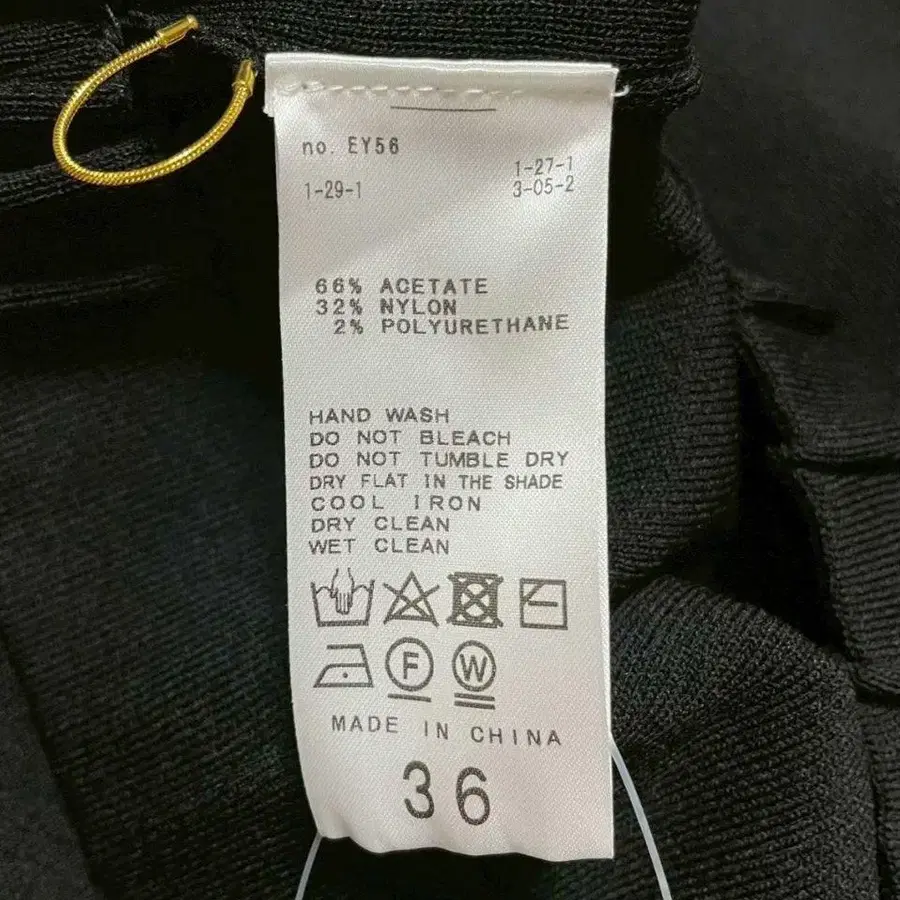 no. EY56
1-29-1
1-27-1
3-05-2
66% ACETATE
32% NYLON
2% POLYURETHANE
HAND WASH
DO NOT BLEACH
DO NOT TUMBLE DRY
DRY FLAT IN THE SHADE
COOL IRON
DRY CLEAN
WET CLEAN
F W
MADE IN CHINA
36